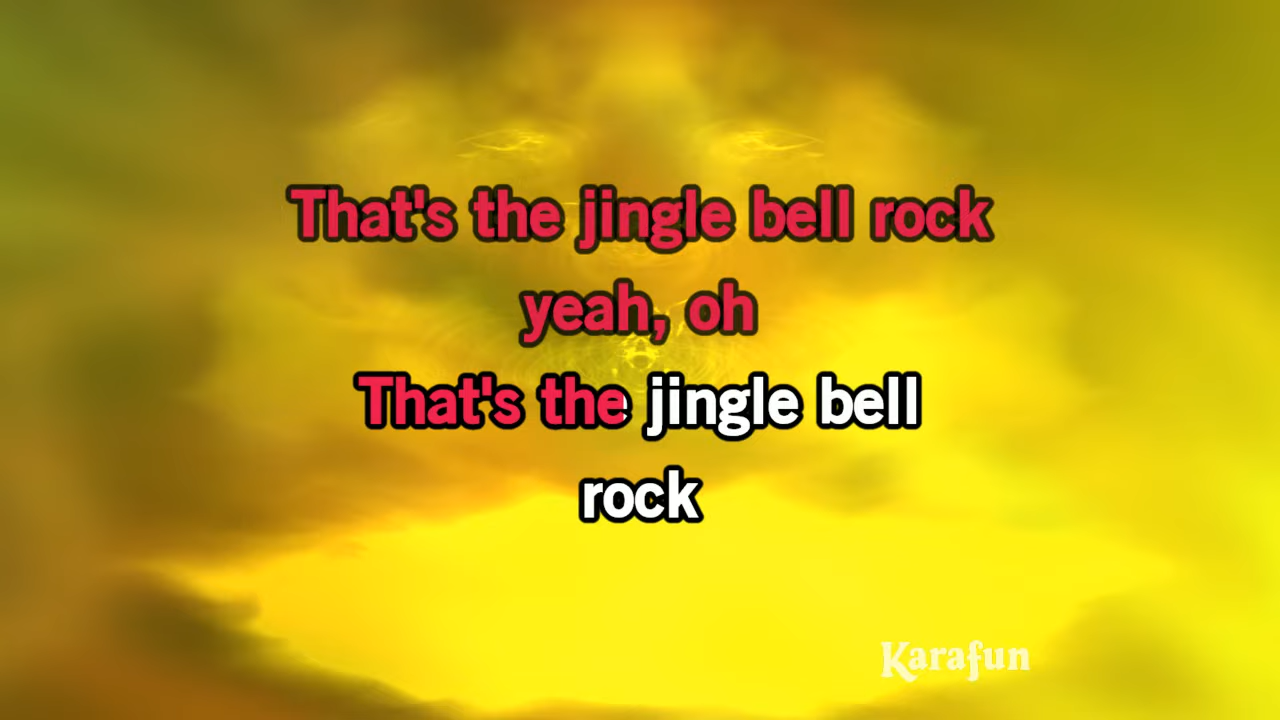 That's the jingle bell rock
yeah, oh
That's the jingle bell
rock
Karafun